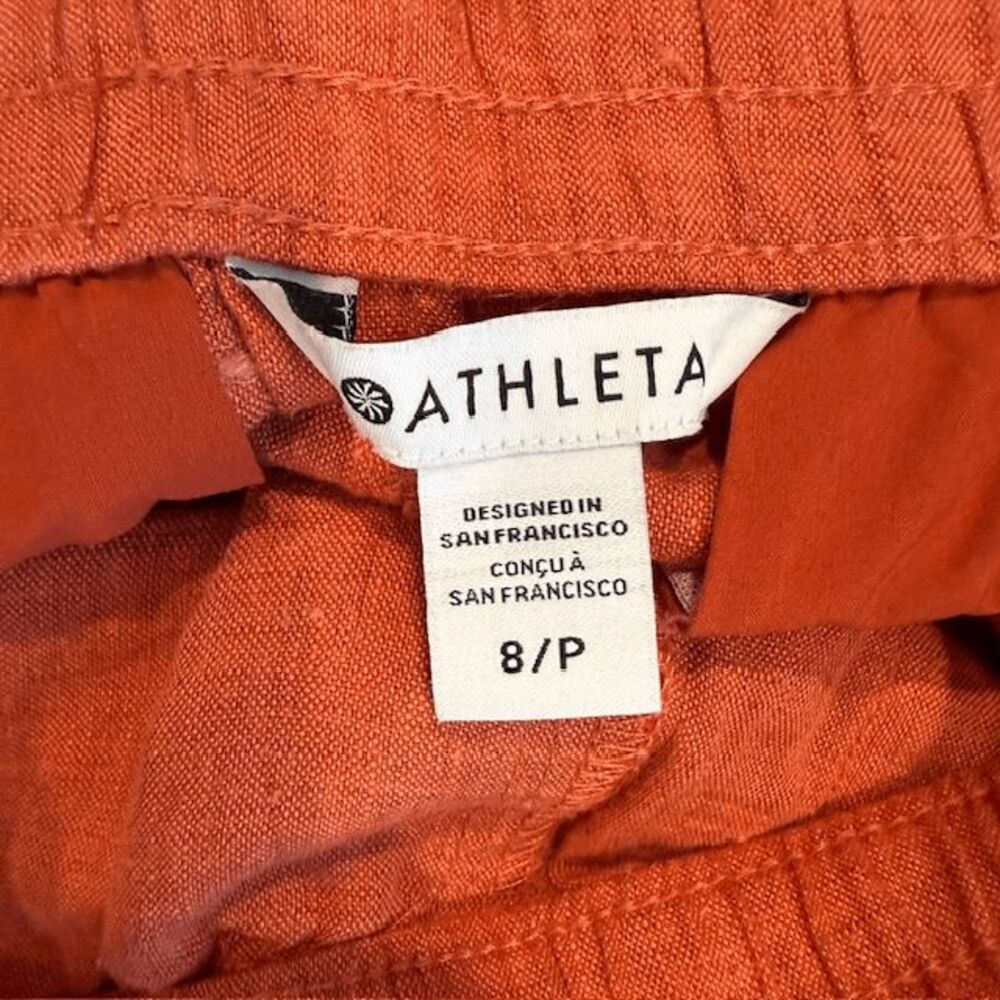 ATHLETA
DESIGNED IN
SAN FRANCISCO
CONÇU À
SAN FRANCISCO
8/P